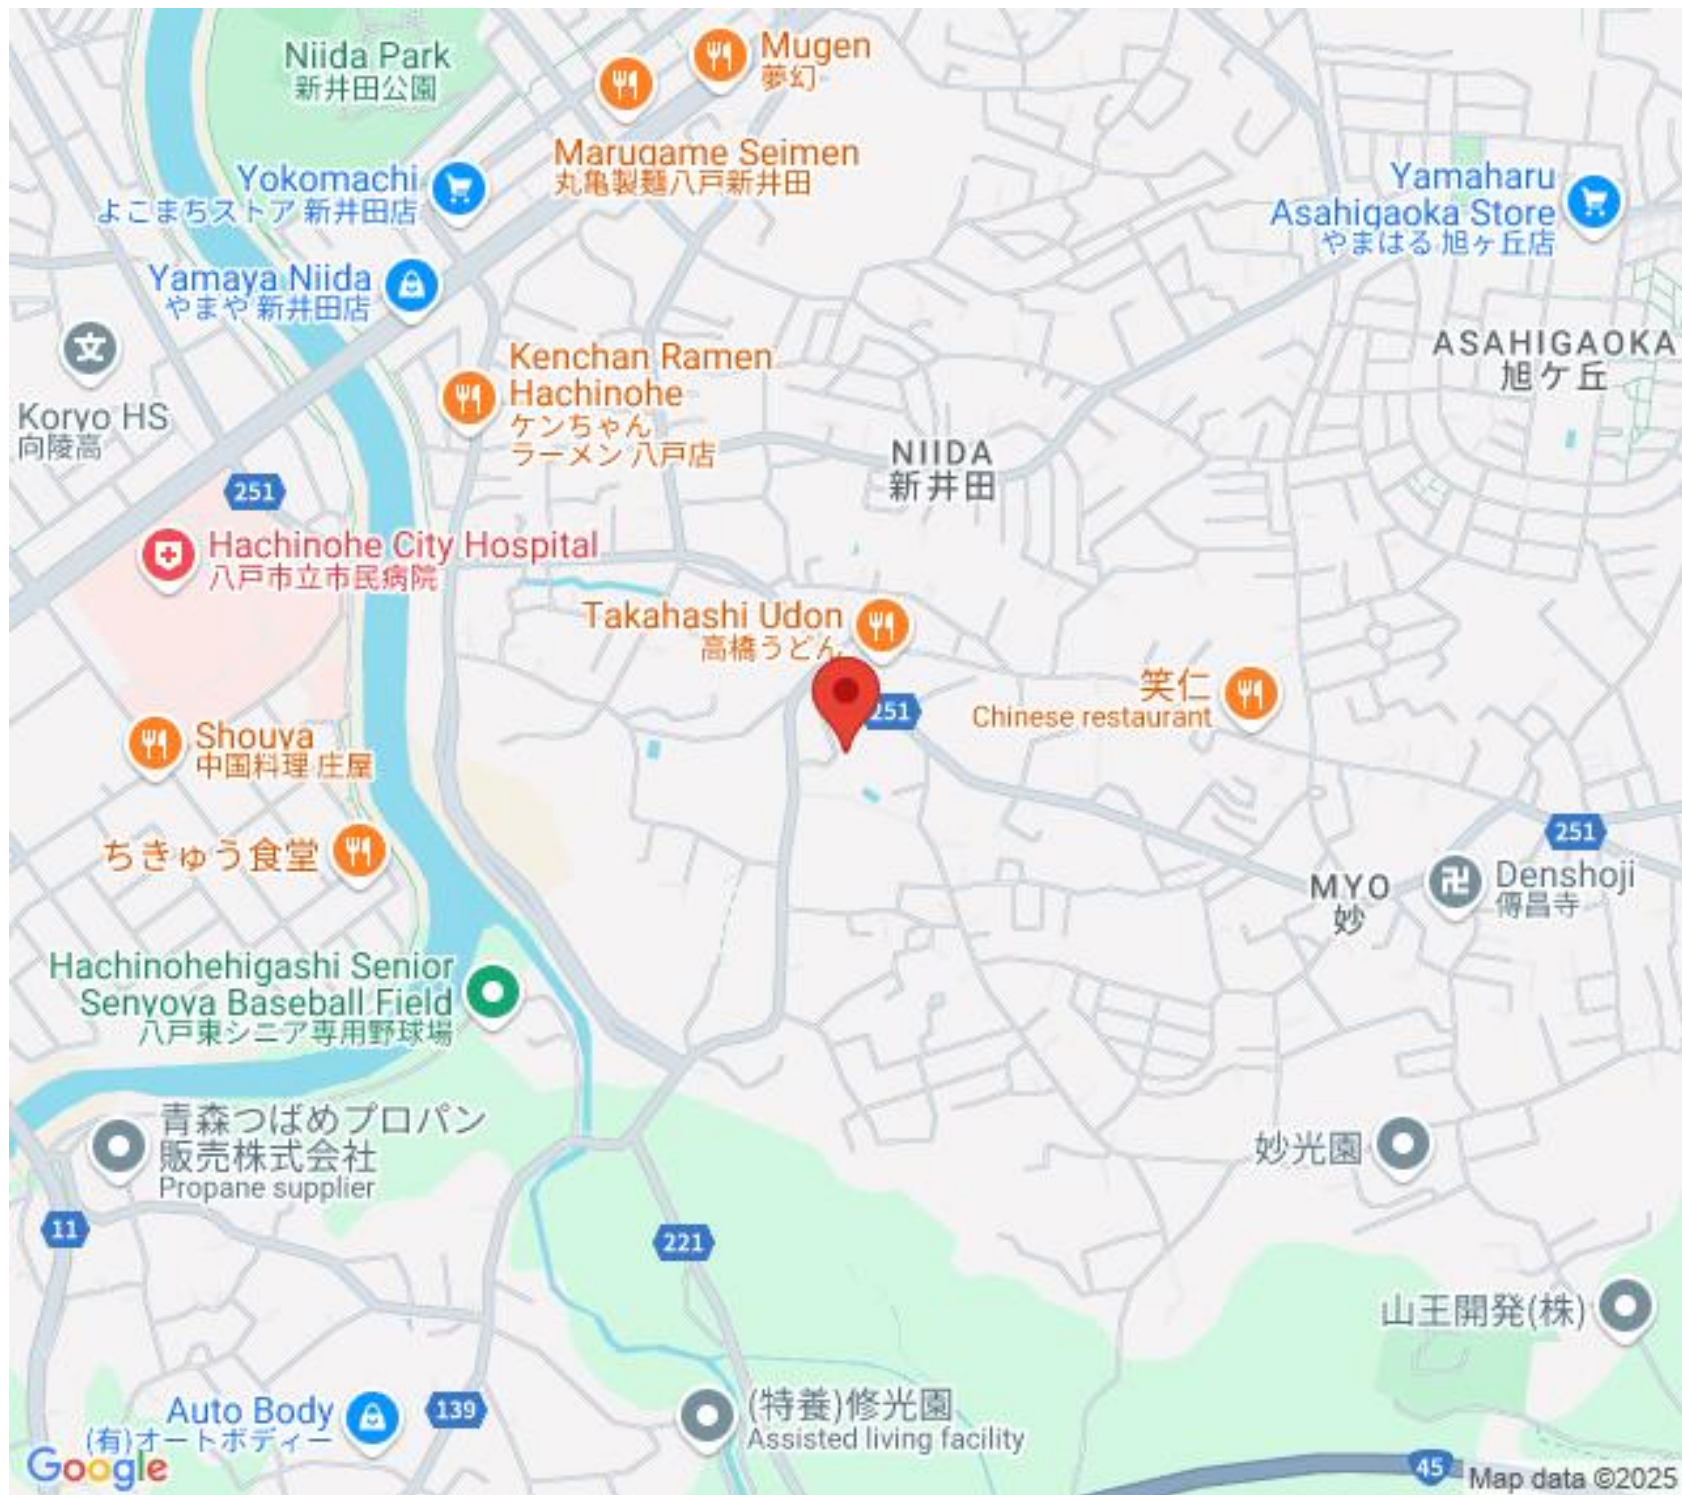 Niida Park
新井田公園
Mugen
夢幻
Marugame Seimen
丸亀製麺八戸新井田
Yokomachi
よこまちストア 新井田店
Yamaharu
Asahigaoka Store
やまはる 旭ヶ丘店
Yamaya Niida
やまや 新井田店
Koryo HS
向陵高
Kenchan Ramen
Hachinohe
ケンちゃん
ラーメン 八戸店
ASAHIGAOKA
旭ケ丘
NIIDA
新井田
251
Hachinohe City Hospital
八戸市立市民病院
Takahashi Udon
高橋うどん
251
笑仁
Chinese restaurant
Shouya
中国料理 庄屋
ちきゅう食堂
251
MYO
妙
Denshoji
傳昌寺
Hachinohehigashi Senior
Senyoya Baseball Field
八戸東シニア専用野球場
青森つばめプロパン
販売株式会社
Propane supplier
妙光園
11
221
山王開発(株)
Auto Body
(有)オートボディー
139
(特養)修光園
Assisted living facility
Google
45
Map data ©2025